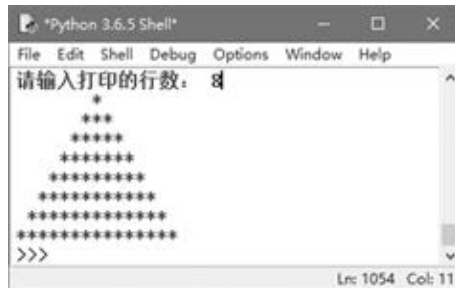 *Python 3.6.5 Shell*
File Edit Shell Debug Options Window Help
请输入打印的行数： 8
       *
      ***
     *****
    *******
   *********
  ***********
 *************
***************
>>>
Ln: 1054 Col: 11